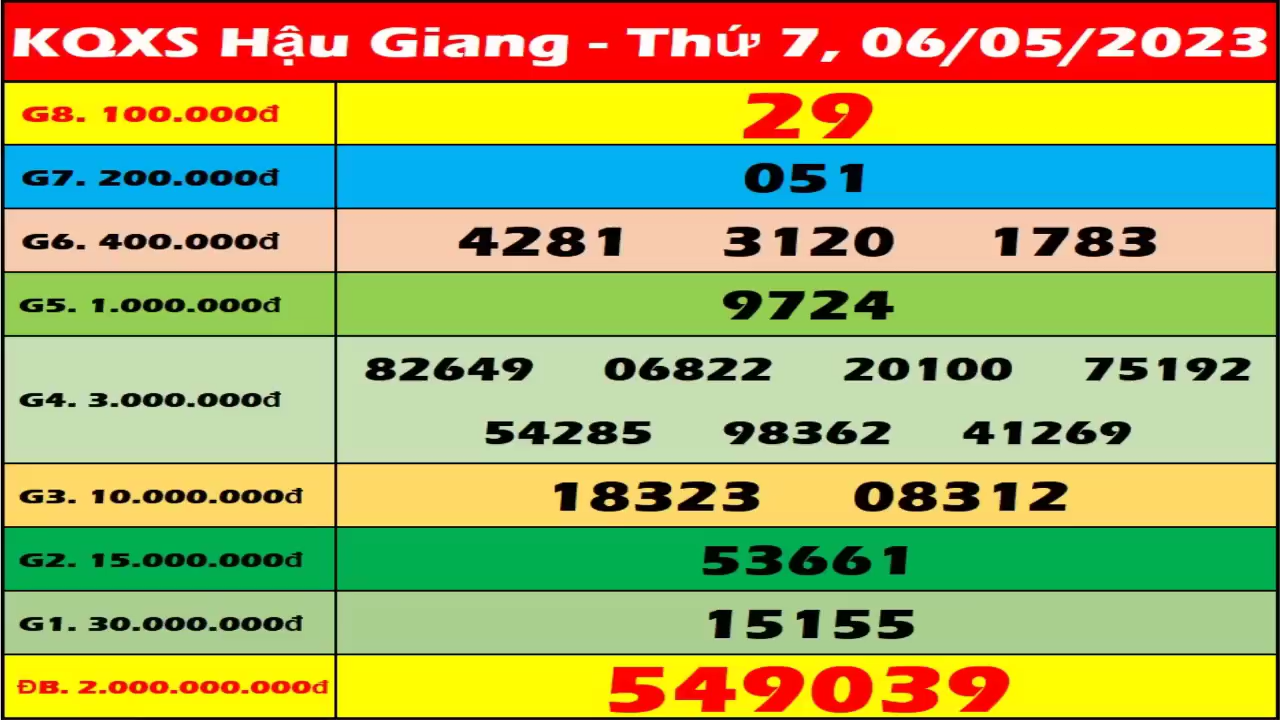 KQXS Hậu Giang - Thứ 7, 06/05/2023
G8. 100.000đ 29
G7. 200.000đ 051
G6. 400.000đ 4281 3120 1783
G5. 1.000.000đ 9724
G4. 3.000.000đ 82649 06822 20100 75192
54285 98362 41269
G3. 10.000.000đ 18323 08312
G2. 15.000.000đ 53661
G1. 30.000.000đ 15155
ĐB. 2.000.000.000đ 549039